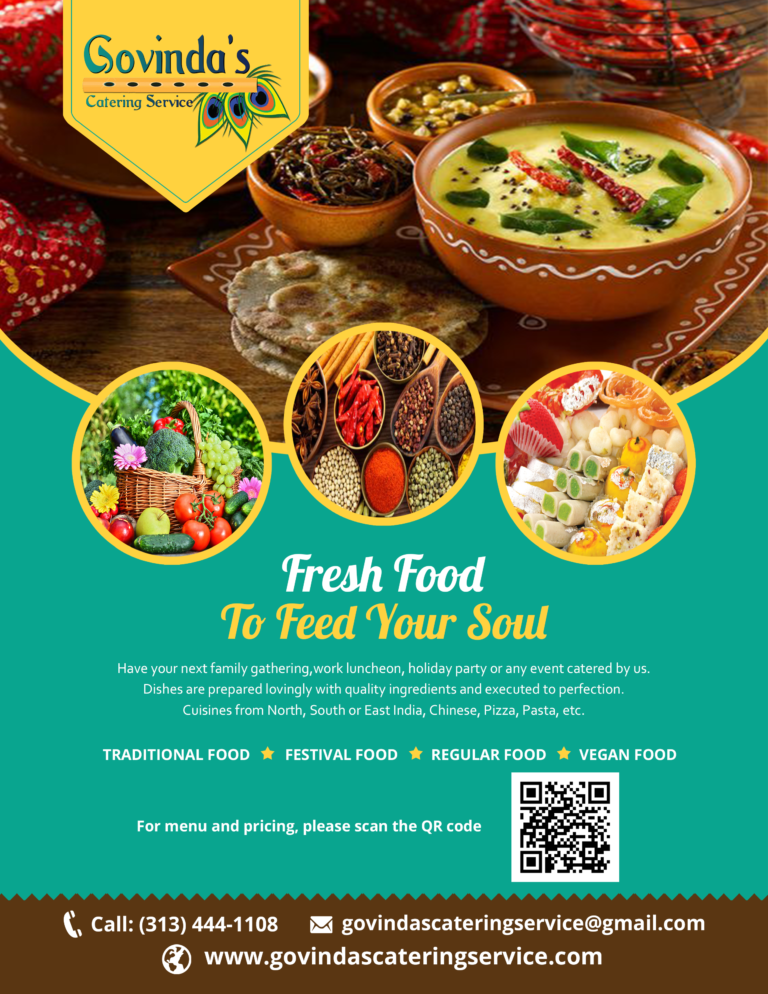 Govinda's
Catering Service
Fresh Food
To Feed Your Soul
Have your next family gathering,work luncheon, holiday party or any event catered by us.
Dishes are prepared lovingly with quality ingredients and executed to perfection.
Cuisines from North, South or East India, Chinese, Pizza, Pasta, etc.
TRADITIONAL FOOD ★ FESTIVAL FOOD ★ REGULAR FOOD ★ VEGAN FOOD
For menu and pricing, please scan the QR code
Call: (313) 444-1108 govindascateringservice@gmail.com
www.govindascateringservice.com